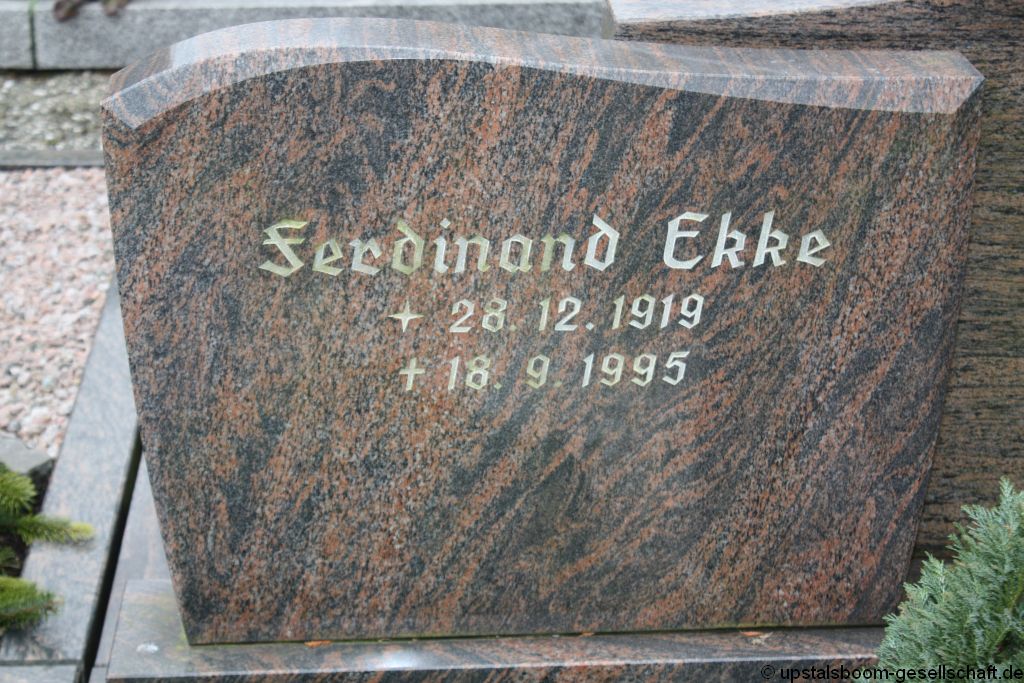 Ferdinand Ekke
✦ 28. 12. 1919
+ 18. 9. 1995
© upstalsboom-gesellschaft.de